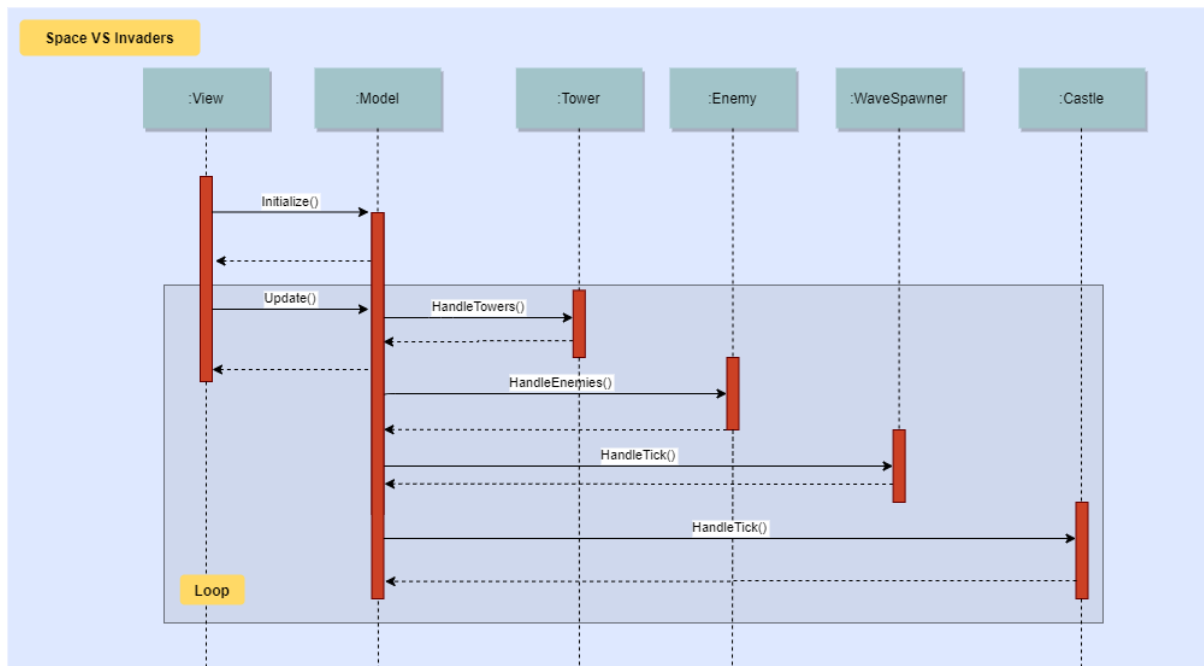 Space VS Invaders
:View
:Model
:Tower
:Enemy
:WaveSpawner
:Castle
Initialize()
Update()
HandleTowers()
HandleEnemies()
HandleTick()
HandleTick()
Loop